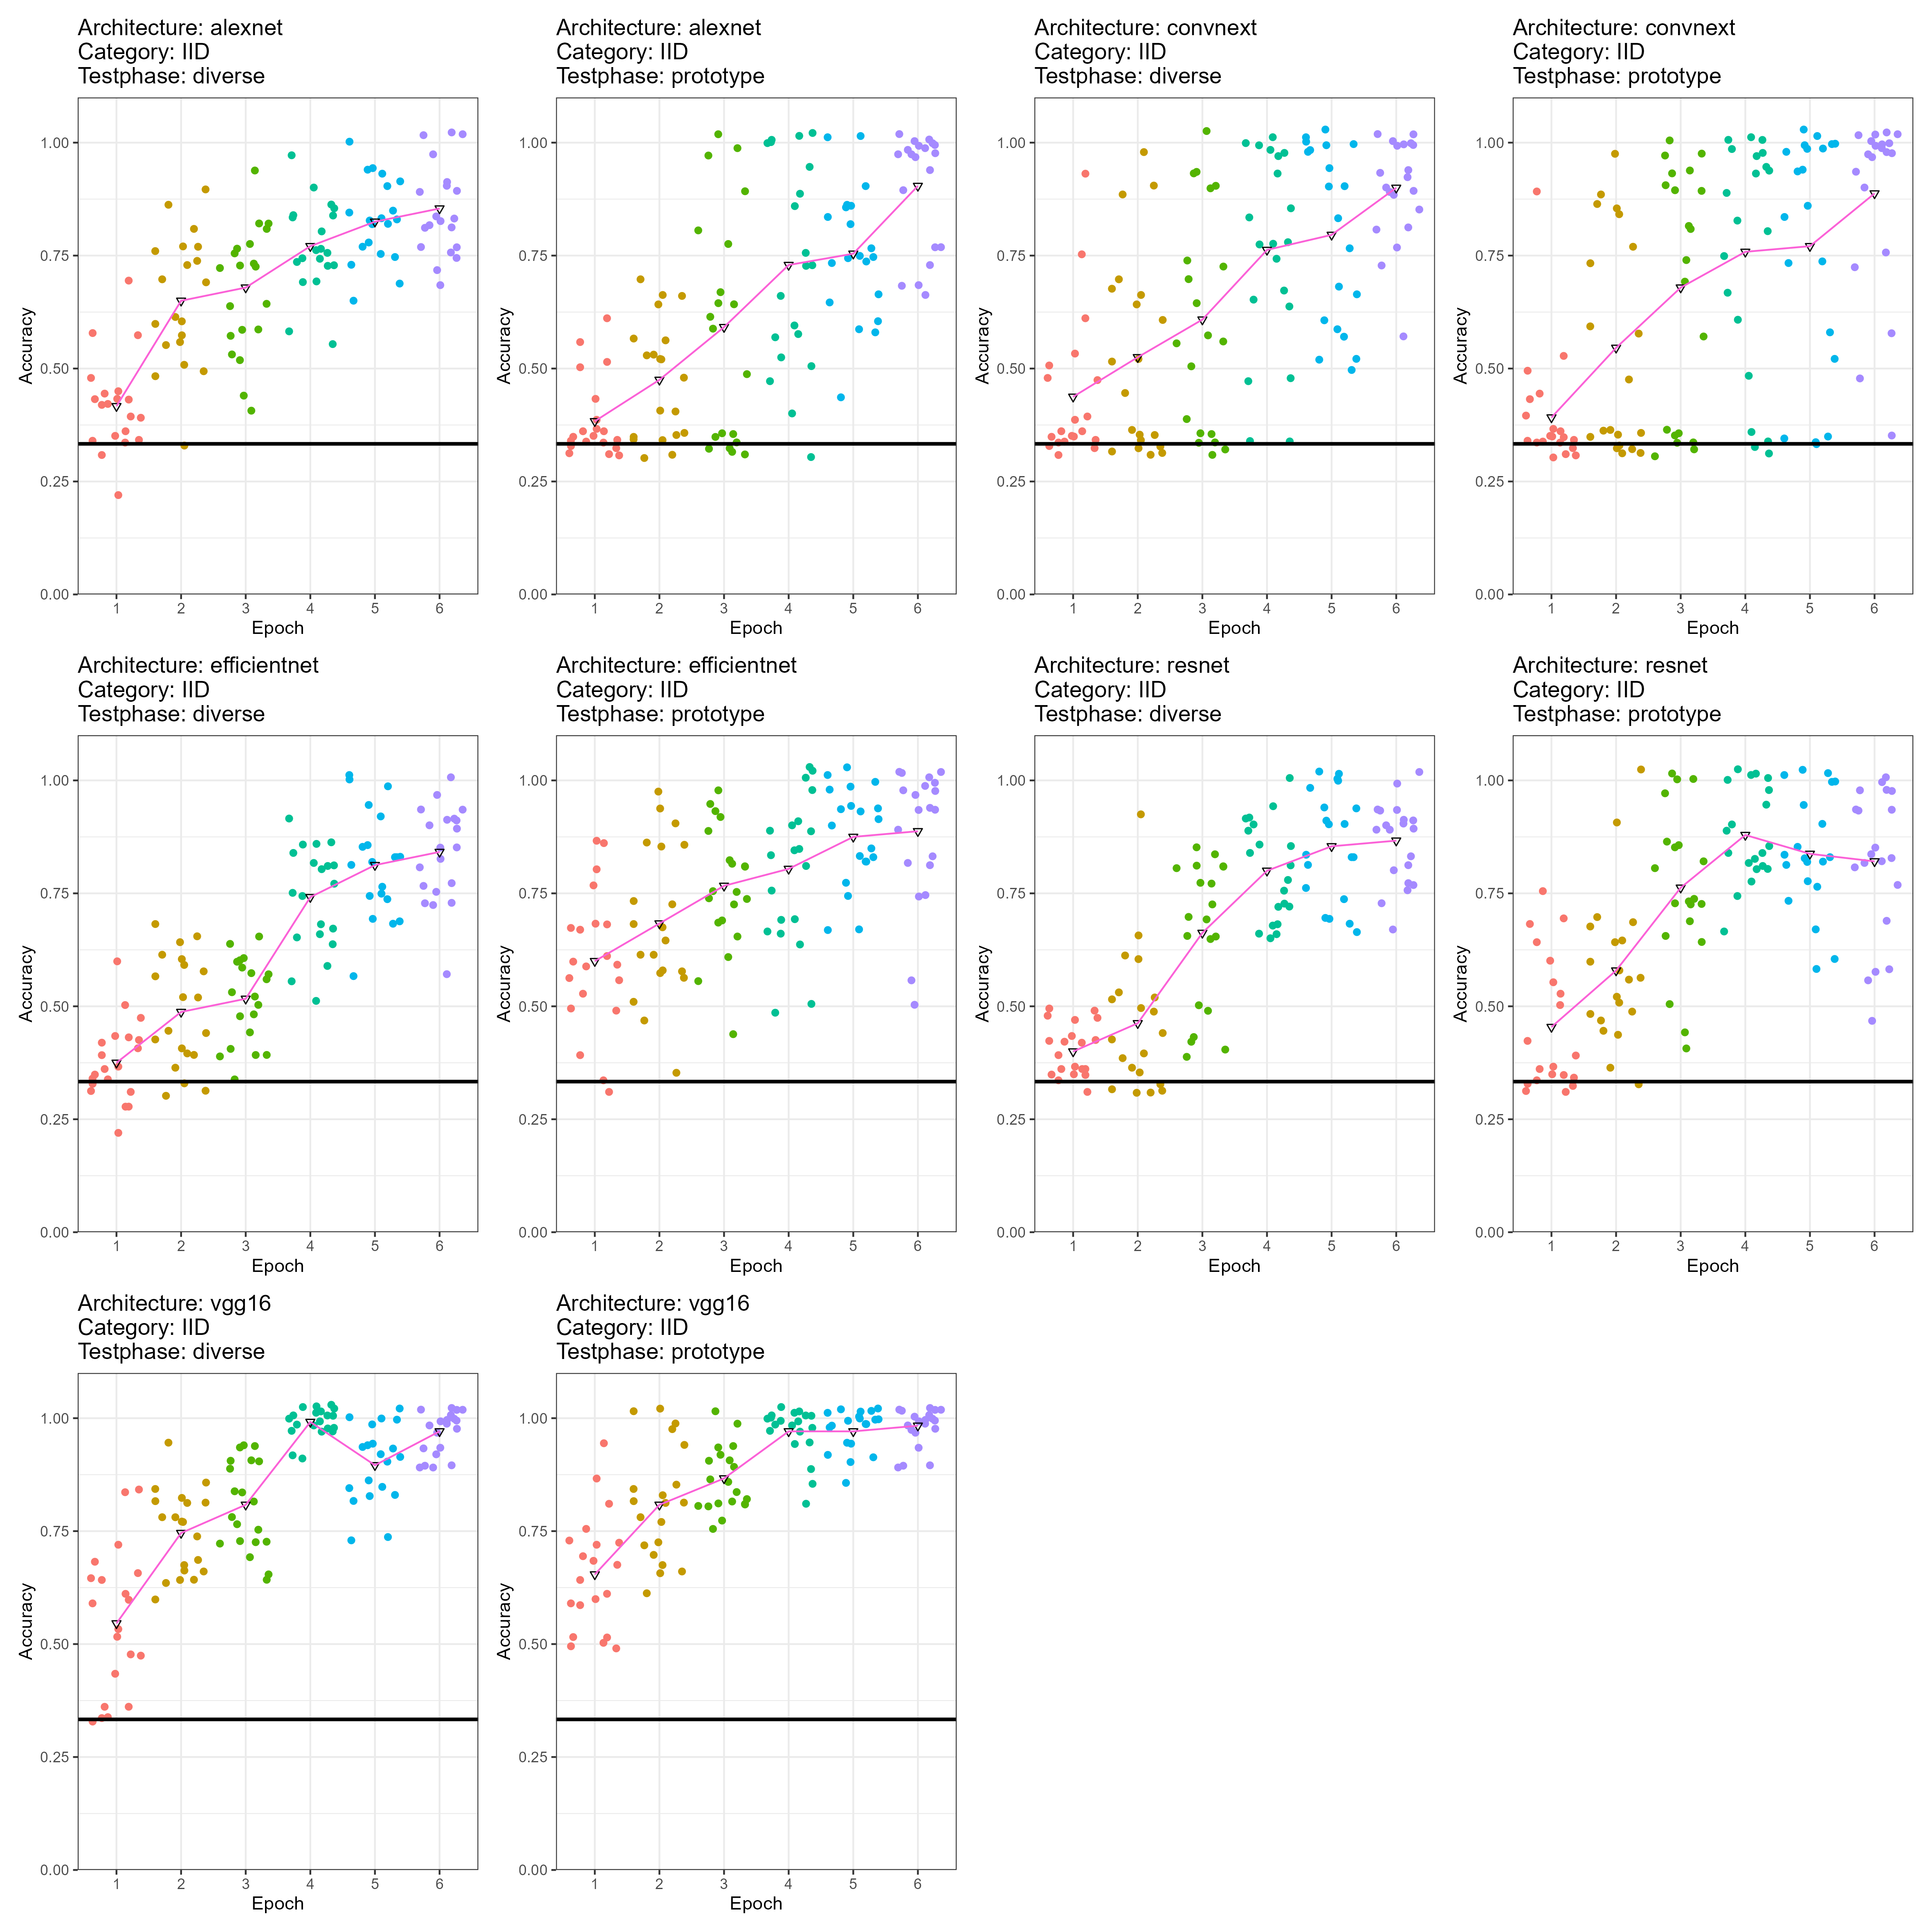 Architecture: alexnet
Category: IID
Testphase: diverse
1.00
0.75
0.50
0.25
0.00
Accuracy
1 2 3 4 5 6
Epoch
Architecture: alexnet
Category: IID
Testphase: prototype
1.00
0.75
0.50
0.25
0.00
Accuracy
1 2 3 4 5 6
Epoch
Architecture: convnext
Category: IID
Testphase: diverse
1.00
0.75
0.50
0.25
0.00
Accuracy
1 2 3 4 5 6
Epoch
Architecture: convnext
Category: IID
Testphase: prototype
1.00
0.75
0.50
0.25
0.00
Accuracy
1 2 3 4 5 6
Epoch
Architecture: efficientnet
Category: IID
Testphase: diverse
1.00
0.75
0.50
0.25
0.00
Accuracy
1 2 3 4 5 6
Epoch
Architecture: efficientnet
Category: IID
Testphase: prototype
1.00
0.75
0.50
0.25
0.00
Accuracy
1 2 3 4 5 6
Epoch
Architecture: resnet
Category: IID
Testphase: diverse
1.00
0.75
0.50
0.25
0.00
Accuracy
1 2 3 4 5 6
Epoch
Architecture: resnet
Category: IID
Testphase: prototype
1.00
0.75
0.50
0.25
0.00
Accuracy
1 2 3 4 5 6
Epoch
Architecture: vgg16
Category: IID
Testphase: diverse
1.00
0.75
0.50
0.25
0.00
Accuracy
1 2 3 4 5 6
Epoch
Architecture: vgg16
Category: IID
Testphase: prototype
1.00
0.75
0.50
0.25
0.00
Accuracy
1 2 3 4 5 6
Epoch